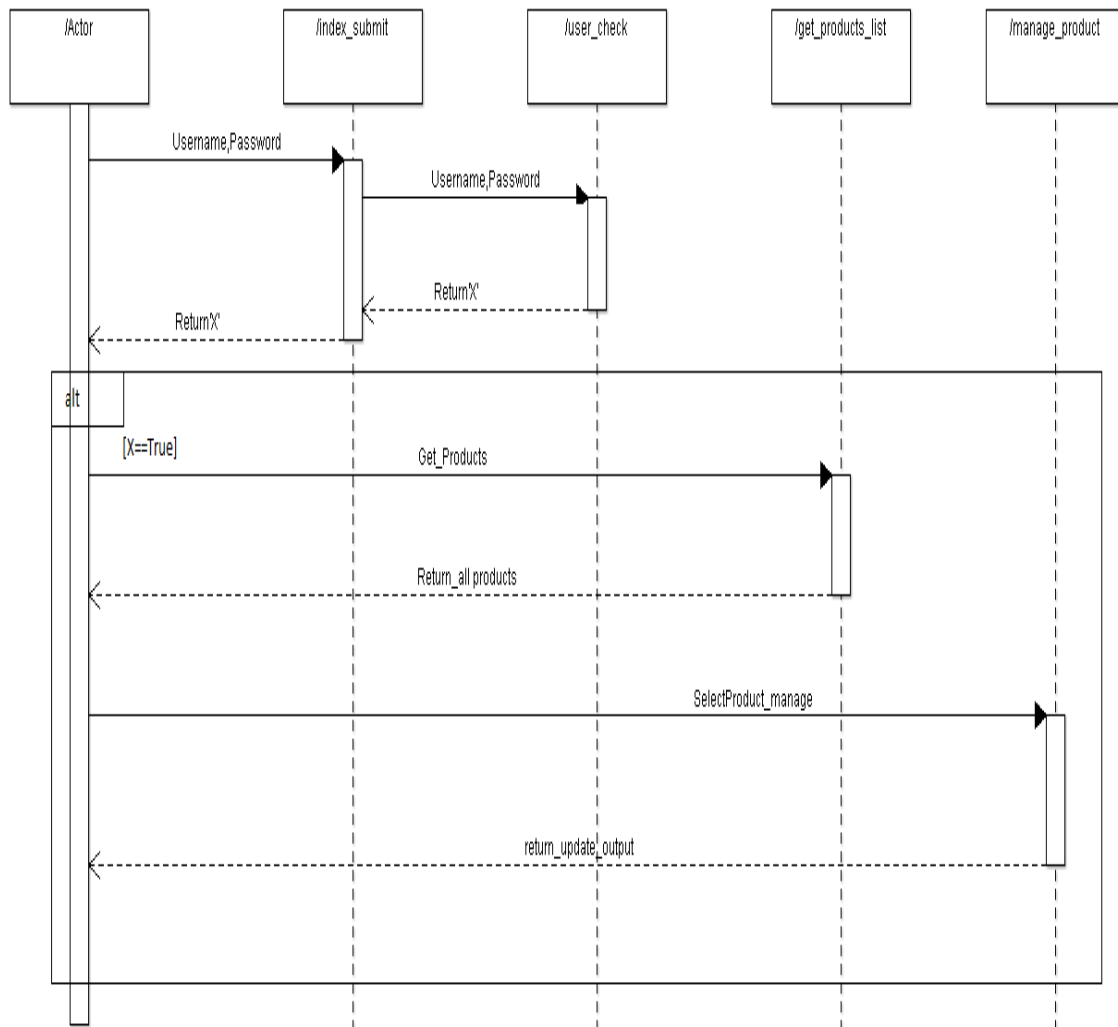 /Actor
/index_submit
/user_check
/get_products_list
/manage_product
Username,Password
Username,Password
Return'X'
Return'X'
alt
[X==True]
Get_Products
Return_all products
SelectProduct_manage
return_update_output